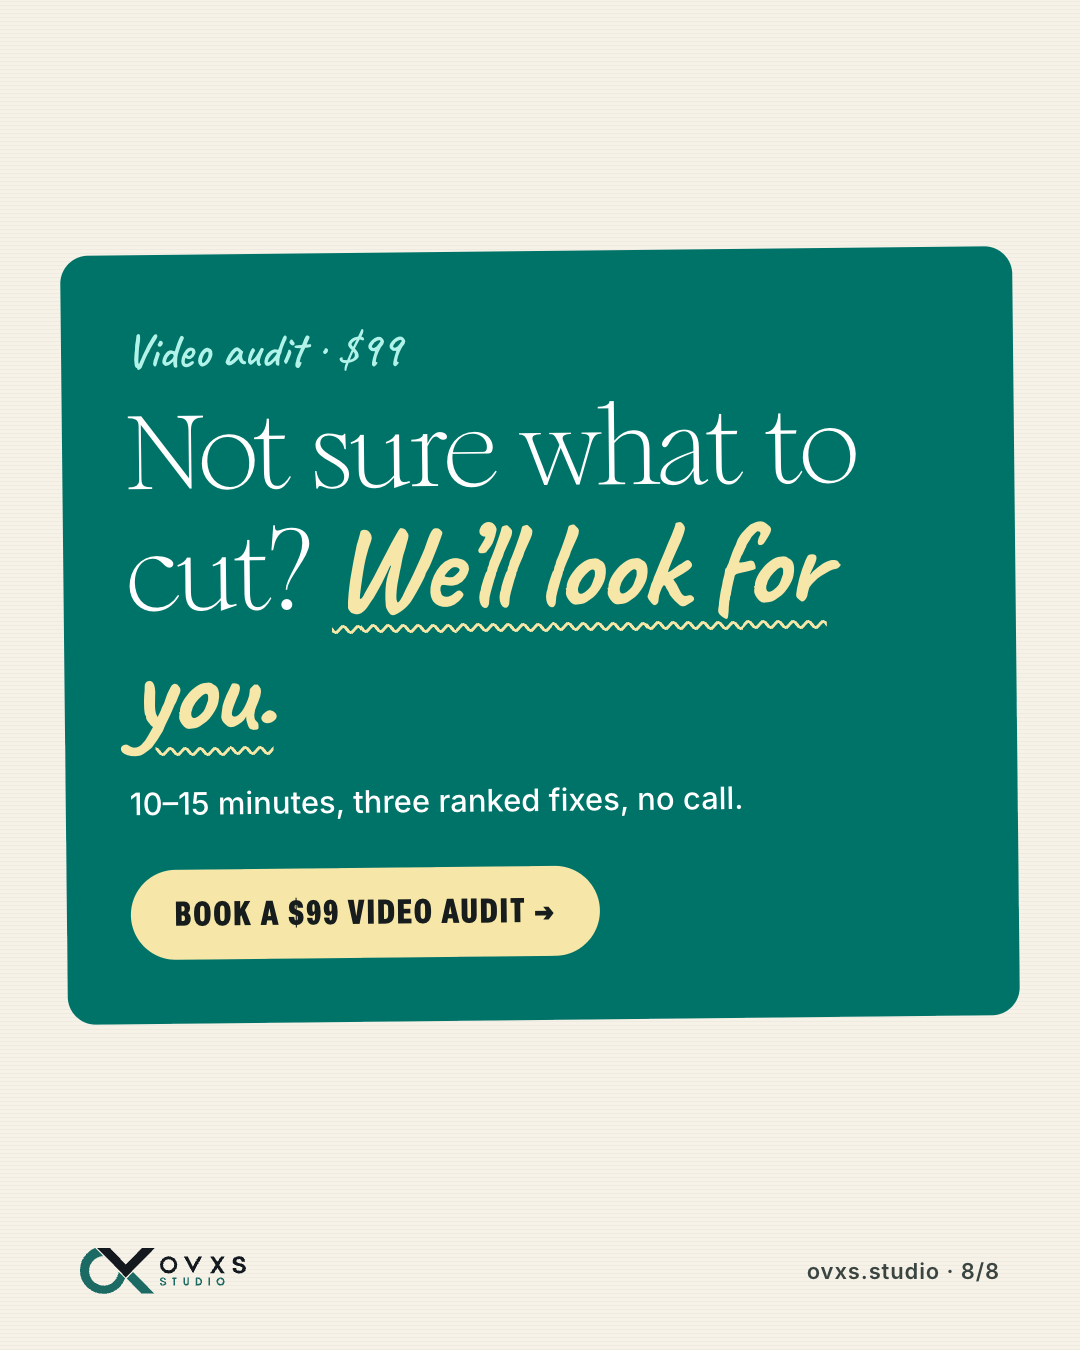 Video audit · $99
Not sure what to
cut? We'll look for
you.
10–15 minutes, three ranked fixes, no call.
BOOK A $99 VIDEO AUDIT ➔
OVXS
STUDIO
ovxs.studio · 8/8